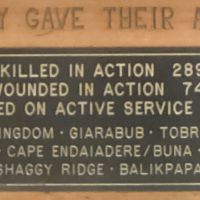 Y GAVE THEIR A
KILLED IN ACTION 289
WOUNDED IN ACTION 74
ED ON ACTIVE SERVICE
INGDOM · GIARABUB · TOBR
· CAPE ENDAIADERE/BUNA ·
SHAGGY RIDGE · BALIKPAPA